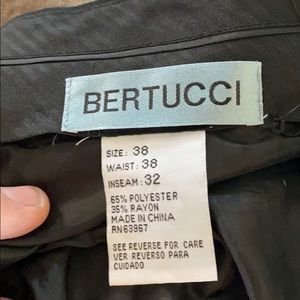 BERTUCCI
SIZE: 38
WAIST: 38
INSEAM: 32
65% POLYESTER
35% RAYON
MADE IN CHINA
RN63967
SEE REVERSE FOR CARE
VER REVERSO PARA
CUIDADO